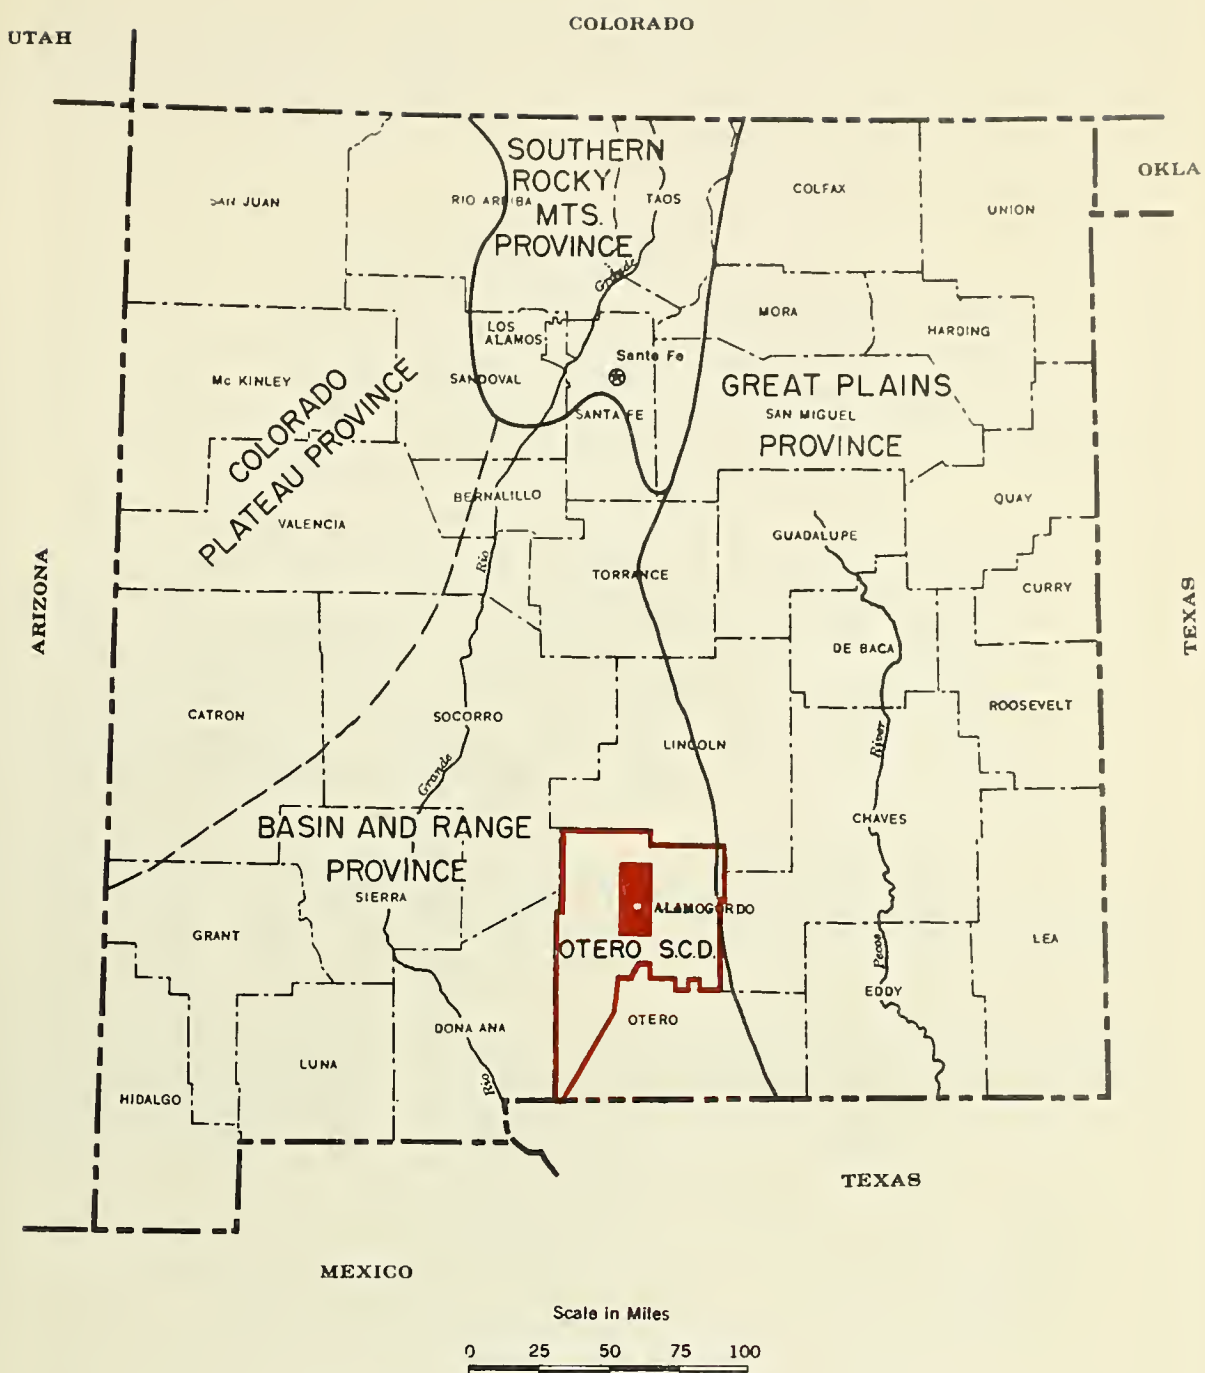 COLORADO
UTAH
OKLA
SOUTHERN
ROCKY
MTS.
PROVINCE
SAN JUAN
RIO ARRIBA
TAOS
COLFAX
UNION
Grande
MORA
HARDING
LOS
ALAMOS
Santa Fe
Mc KINLEY
SANDOVAL
COLORADO
PLATEAU PROVINCE
SANTA FE
GREAT PLAINS
SAN MIGUEL
PROVINCE
BERNALILLO
VALENCIA
QUAY
GUADALUPE
Rio
TORRANCE
CURRY
ARIZONA
TEXAS
DE BACA
CATRON
SOCORRO
LINCOLN
ROOSEVELT
River
Grande
BASIN AND RANGE
PROVINCE
CHAVES
SIERRA
ALAMOGORDO
GRANT
OTERO S.C.D.
Pecos
LEA
EDDY
OTERO
DONA ANA
LUNA
Rio
HIDALGO
TEXAS
MEXICO
Scale in Miles
0 25 50 75 100